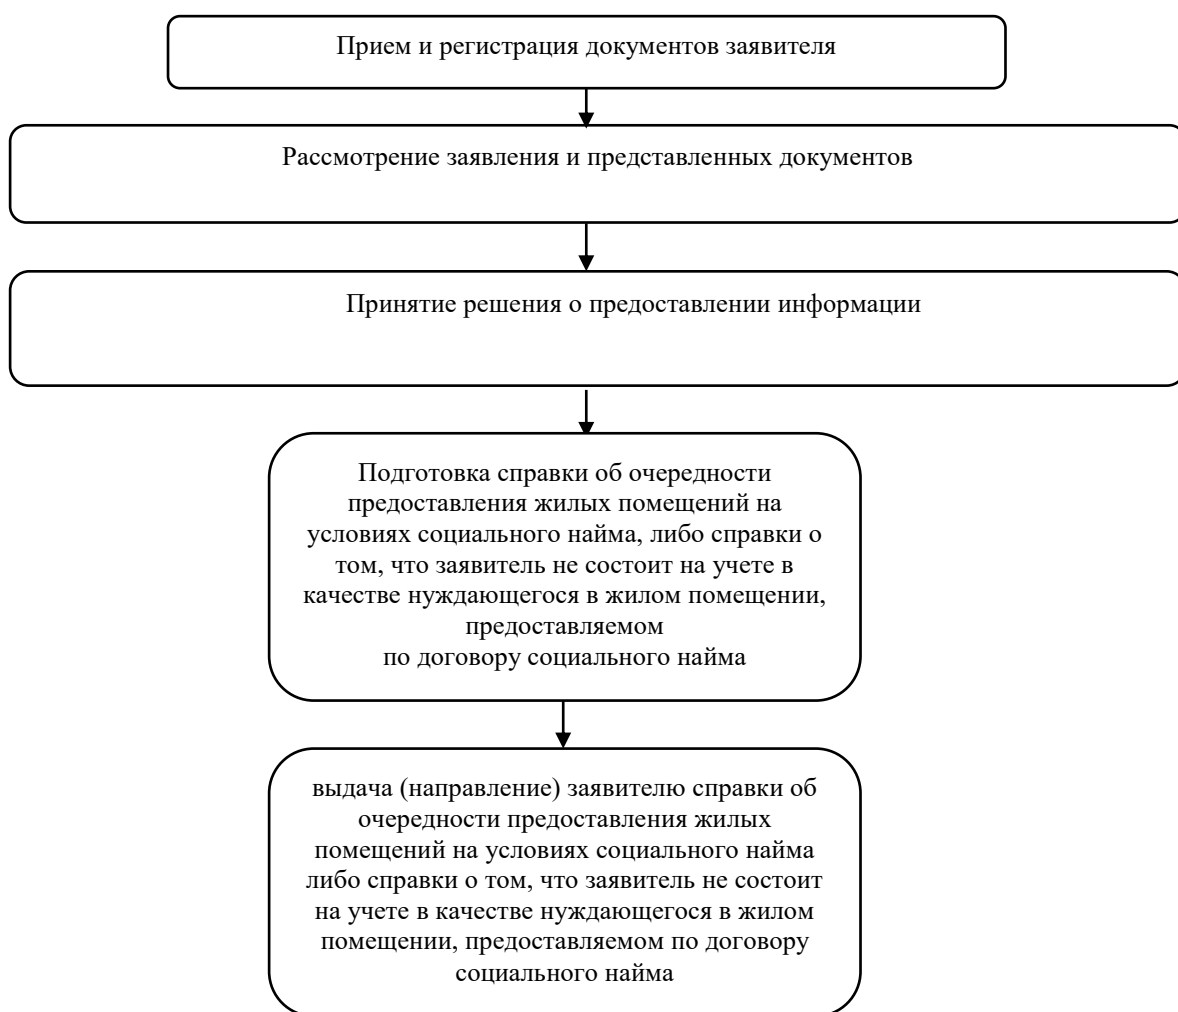 Прием и регистрация документов заявителя
Рассмотрение заявления и представленных документов
Принятие решения о предоставлении информации
Подготовка справки об очередности
предоставления жилых помещений на
условиях социального найма, либо справки о
том, что заявитель не состоит на учете в
качестве нуждающегося в жилом помещении,
предоставляемом
по договору социального найма
выдача (направление) заявителю справки об
очередности предоставления жилых
помещений на условиях социального найма
либо справки о том, что заявитель не состоит
на учете в качестве нуждающегося в жилом
помещении, предоставляемом по договору
социального найма